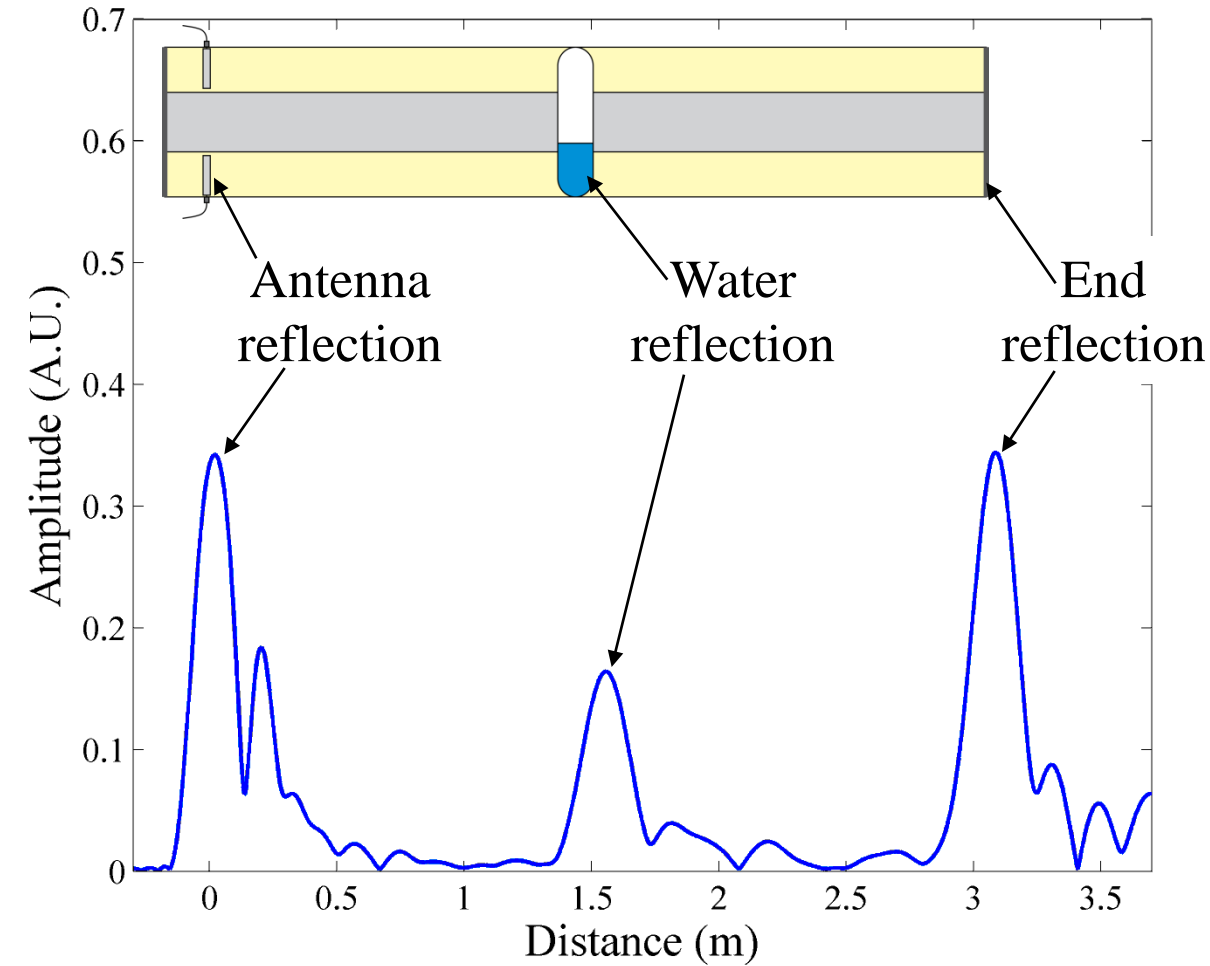 0.7
0.6
0.5
0.4
0.3
0.2
0.1
0
Amplitude (A.U.)
Antenna
reflection
Water
reflection
End
reflection
0 0.5 1 1.5 2 2.5 3 3.5
Distance (m)